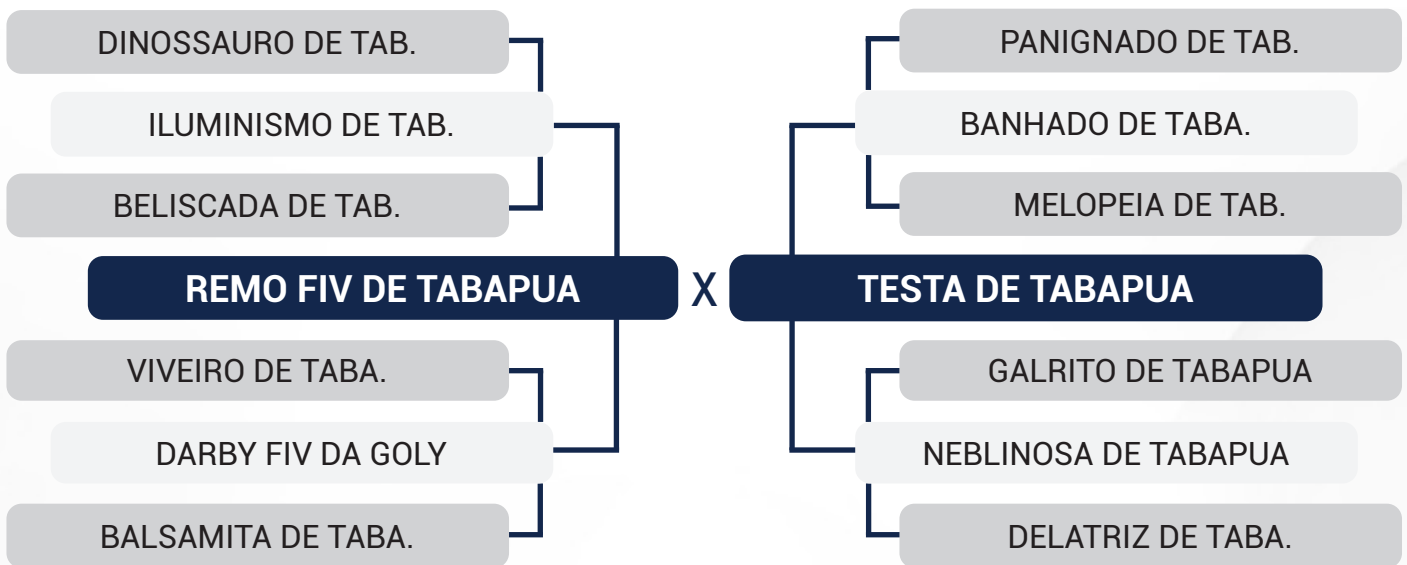 DINOSSAURO DE TAB.
ILUMINISMO DE TAB.
BELISCADA DE TAB.
REMO FIV DE TABAPUA
VIVEIRO DE TABA.
DARBY FIV DA GOLY
BALSAMITA DE TABA.
X
PANIGNADO DE TAB.
BANHADO DE TABA.
MELOPEIA DE TAB.
TESTA DE TABAPUA
GALRITO DE TABAPUA
NEBLINOSA DE TABAPUA
DELATRIZ DE TABA.